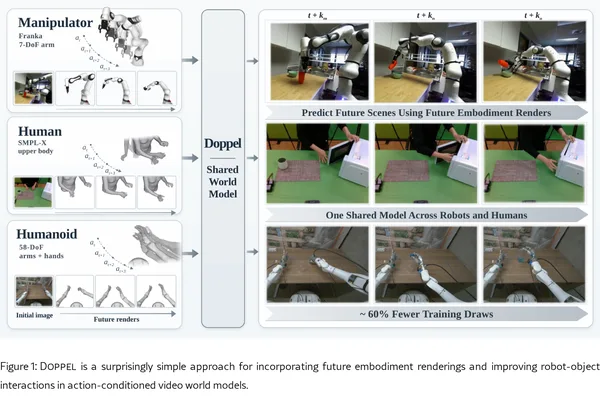 Manipulator
Franka
7-DoF arm
Human
SMPL-X
upper body
Humanoid
58-DoF
arms + hands
Initial image
Future renders
Doppel
Shared
World
Model
Predict Future Scenes Using Future Embodiment Renders
One Shared Model Across Robots and Humans
~ 60% Fewer Training Draws
Figure 1: DOPPEL is a surprisingly simple approach for incorporating future embodiment renderings and improving robot-object
interactions in action-conditioned video world models.